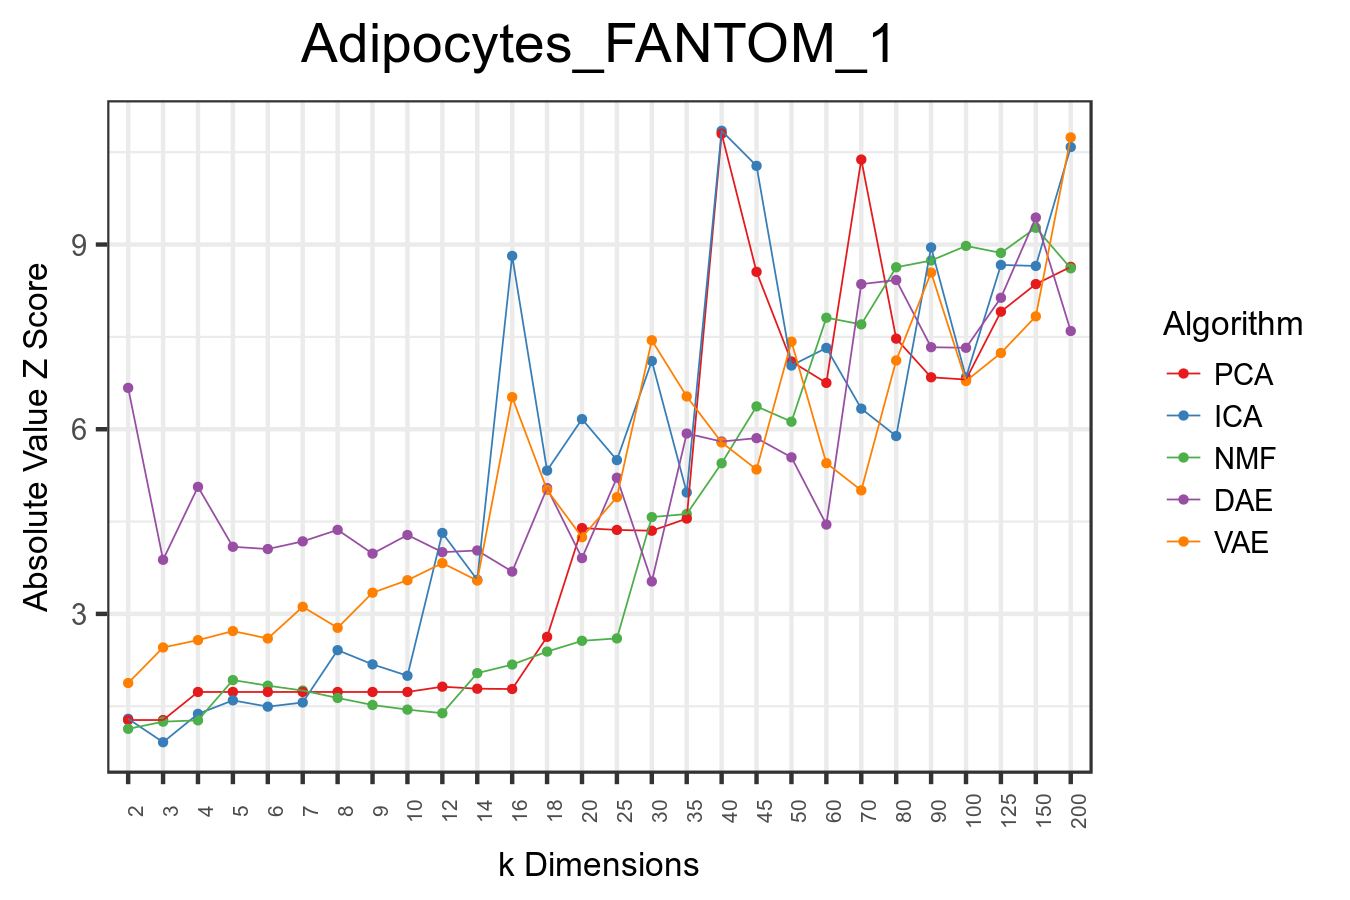 Adipocytes_FANTOM_1
Absolute Value Z Score
9
6
3
2 3 4 5 6 7 8 9 10 12 14 16 18 20 25 30 35 40 45 50 60 70 80 90 100 125 150 200
k Dimensions
Algorithm
PCA
ICA
NMF
DAE
VAE